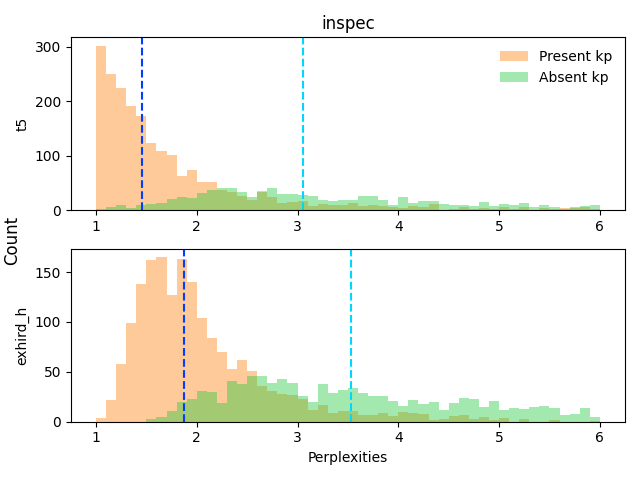 inspec
300
200
100
0
t5
Present kp
Absent kp
1 2 3 4 5 6
Count
150
100
50
0
exhird_h
1 2 3 4 5 6
Perplexities